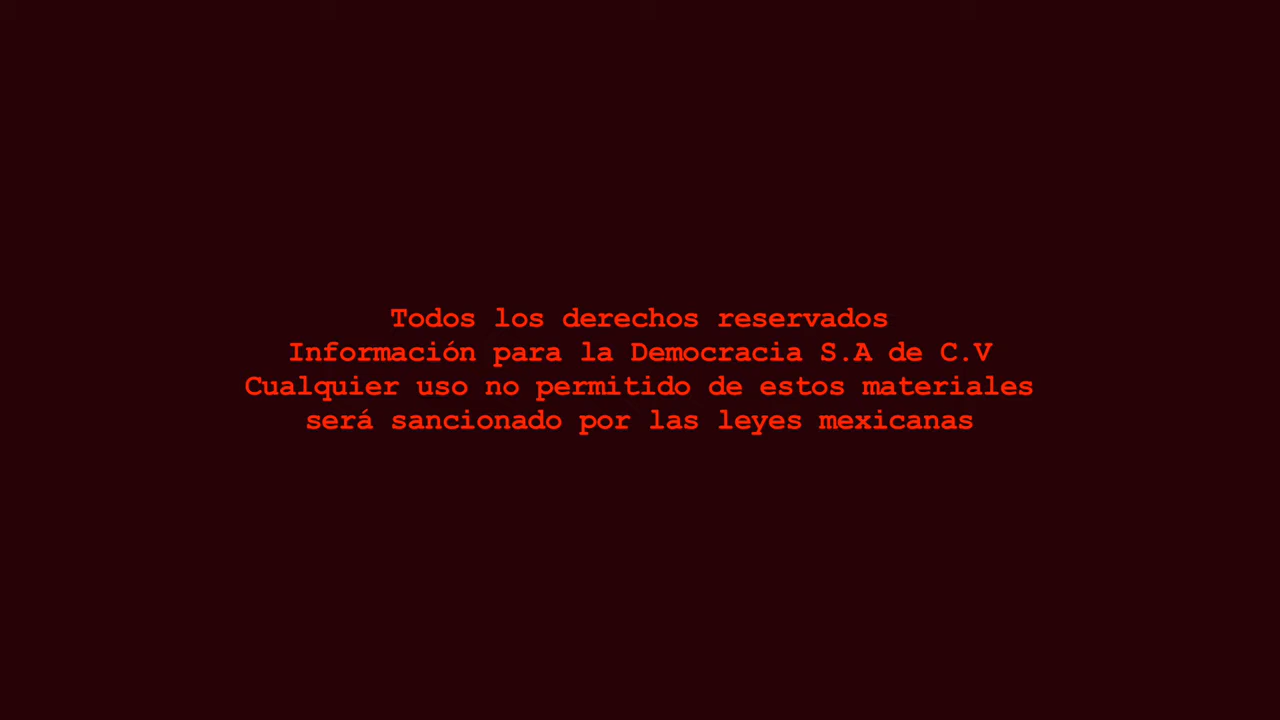 Todos los derechos reservados
Información para la Democracia S.A de C.V
Cualquier uso no permitido de estos materiales
será sancionado por las leyes mexicanas